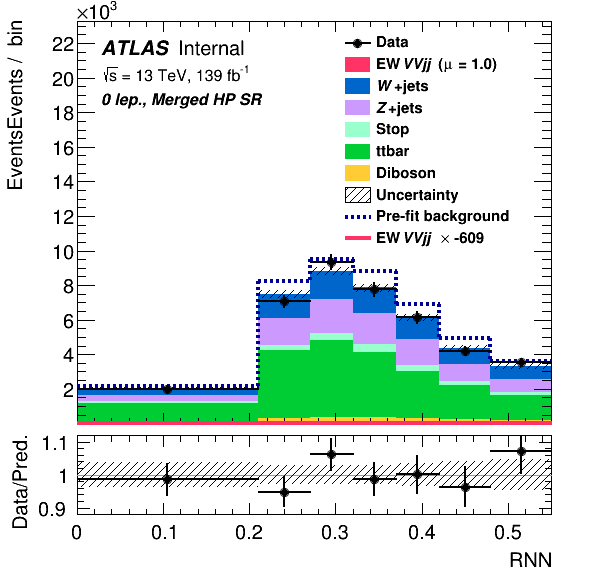 ×10³
EventsEvents / bin
22
20
18
16
14
12
10
8
6
4
2
ATLAS Internal
√s = 13 TeV, 139 fb⁻¹
0 lep., Merged HP SR
Data
EW VVjj (μ = 1.0)
W+jets
Z+jets
Stop
ttbar
Diboson
Uncertainty
Pre-fit background
EW VVjj × -609
Data/Pred.
1.1
1
0.9
0 0.1 0.2 0.3 0.4 0.5
RNN